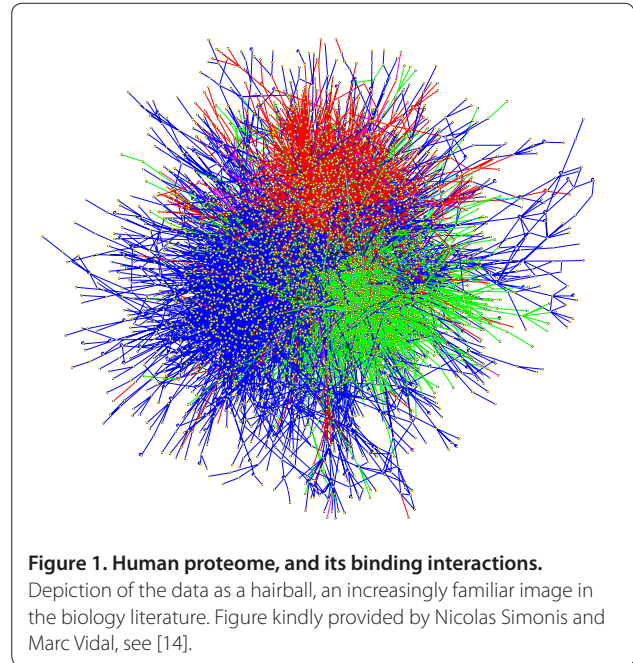 Figure 1. Human proteome, and its binding interactions.
Depiction of the data as a hairball, an increasingly familiar image in
the biology literature. Figure kindly provided by Nicolas Simonis and
Marc Vidal, see [14].